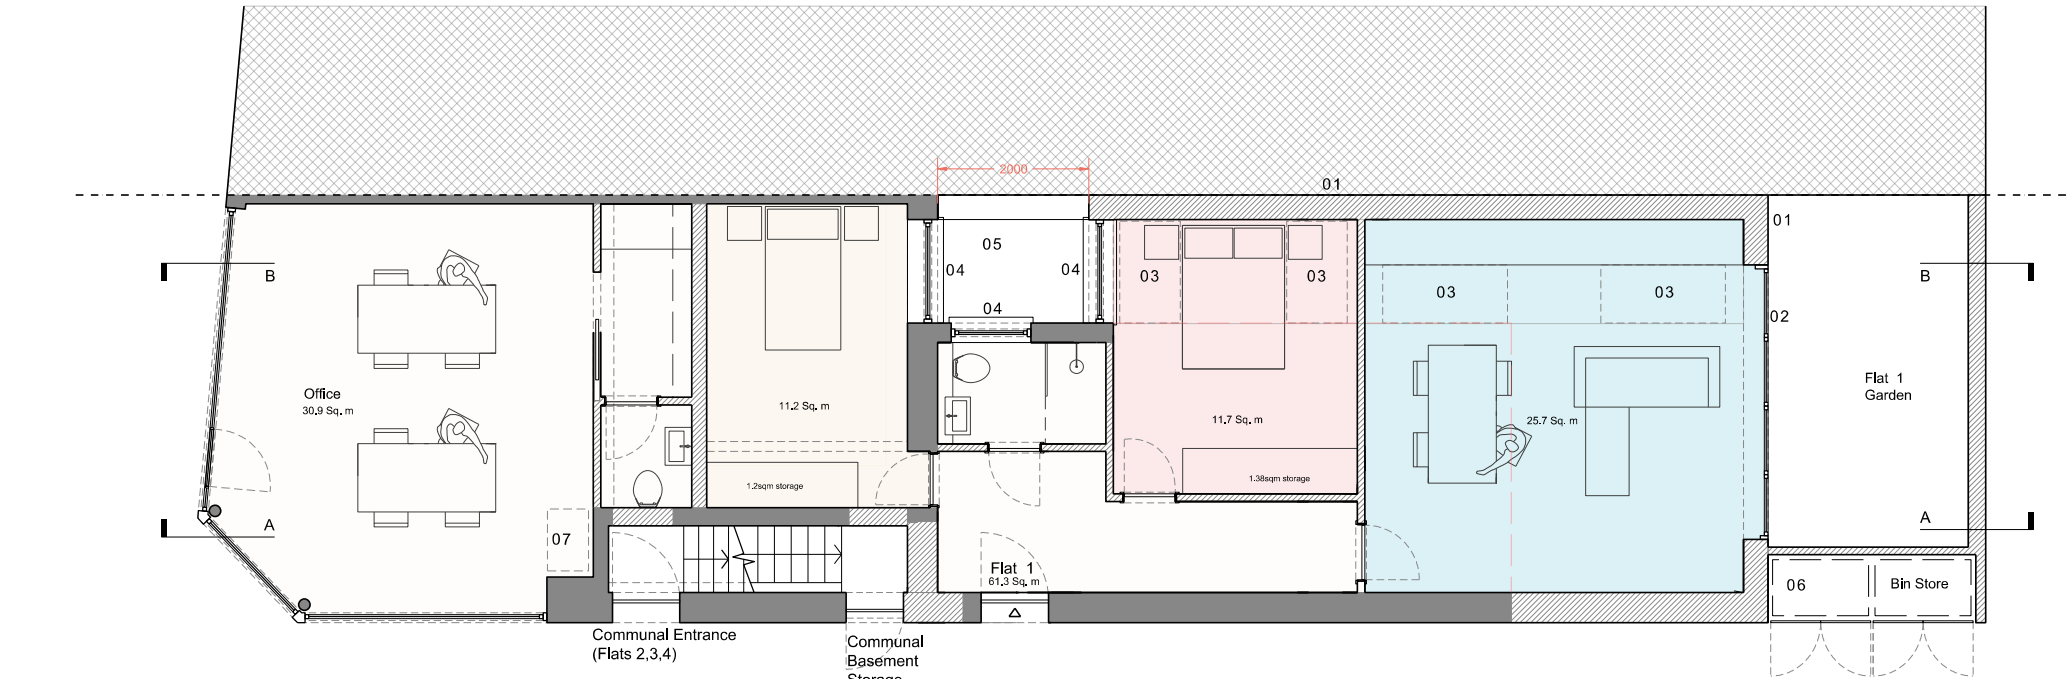 2000
01
01
B
05
04
04
04
03
03
03
03
B
02
Office
30.9 Sq. m
11.2 Sq. m
11.7 Sq. m
25.7 Sq. m
Flat 1
Garden
1.2sqm storage
1.38sqm storage
A
A
07
Flat 1
61.3 Sq. m
06
Bin Store
Communal Entrance
(Flats 2,3,4)
Communal
Basement
Storage